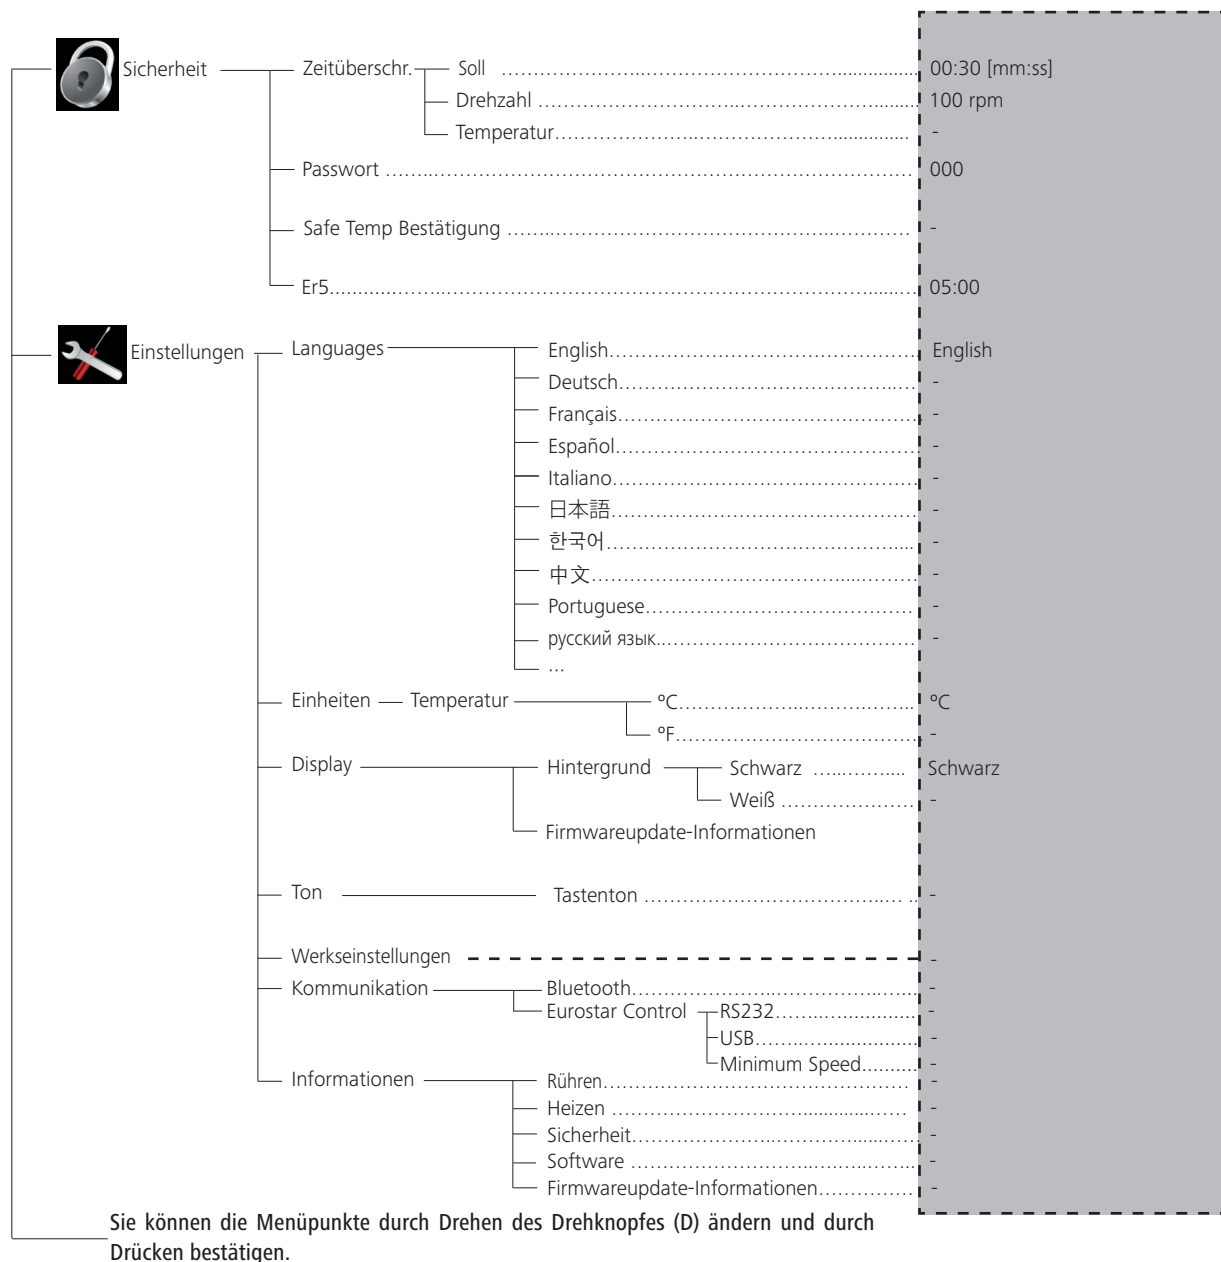 Sicherheit Zeitüberschr. Soll ........ 00:30 [mm:ss]
Drehzahl ........ 100 rpm
Temperatur ........ -
Passwort ........ 000
Safe Temp Bestätigung ........ -
Er5 ........ 05:00
Einstellungen Languages English ........ English
Deutsch ........ -
Français ........ -
Español ........ -
Italiano ........ -
日本語 ........ -
한국어 ........ -
中文 ........ -
Portuguese ........ -
русский язык ........ -
...
Einheiten Temperatur ºC ........ ºC
ºF ........ -
Display Hintergrund Schwarz ........ Schwarz
Weiß ........ -
Firmwareupdate-Informationen
Ton Tastenton ........ -
Werkseinstellungen - - - - - - - -
Kommunikation Bluetooth ........ -
Eurostar Control RS232 ........ -
USB ........ -
Minimum Speed ........ -
Informationen Rühren ........ -
Heizen ........ -
Sicherheit ........ -
Software ........ -
Firmwareupdate-Informationen ........ -
Sie können die Menüpunkte durch Drehen des Drehknopfes (D) ändern und durch
Drücken bestätigen.